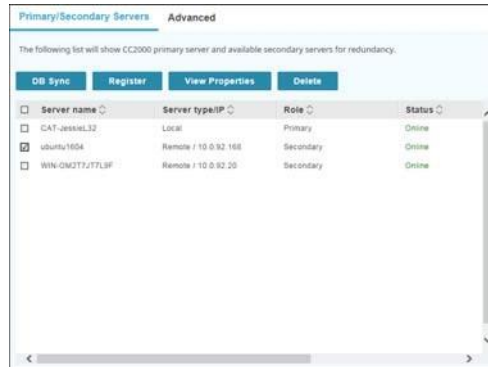 Primary/Secondary Servers Advanced
The following list will show CC2000 primary server and available secondary servers for redundancy.
DB Sync Register View Properties Delete
Server name Server type/IP Role Status
CAT-JessieL32 Local Primary Online
ubuntu1604 Remote / 10.0.92.168 Secondary Online
WIN-GM2T7JT7L9F Remote / 10.0.92.20 Secondary Online